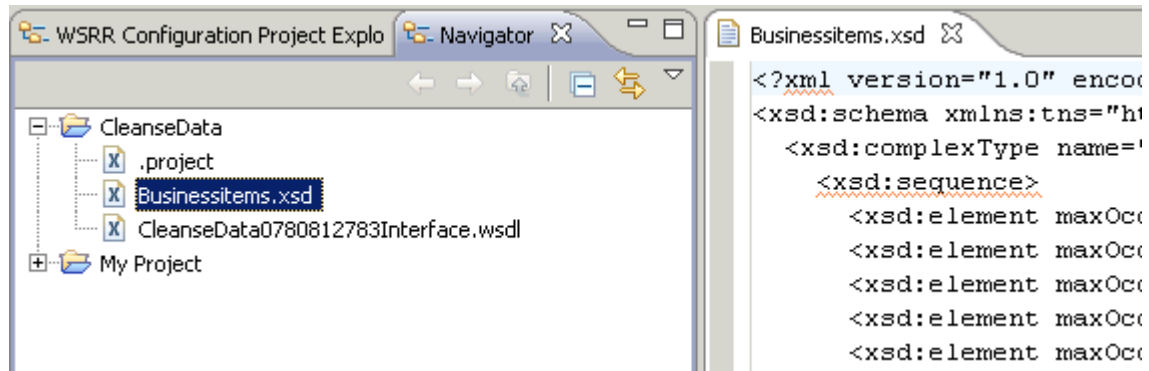 WSRR Configuration Project Explo
Navigator
CleanseData
.project
Businessitems.xsd
CleanseData0780812783Interface.wsdl
My Project
Businessitems.xsd
<?xml version="1.0" encod
<xsd:schema xmlns:tns="ht
<xsd:complexType name="
<xsd:sequence>
<xsd:element maxOcc
<xsd:element maxOcc
<xsd:element maxOcc
<xsd:element maxOcc
<xsd:element maxOcc